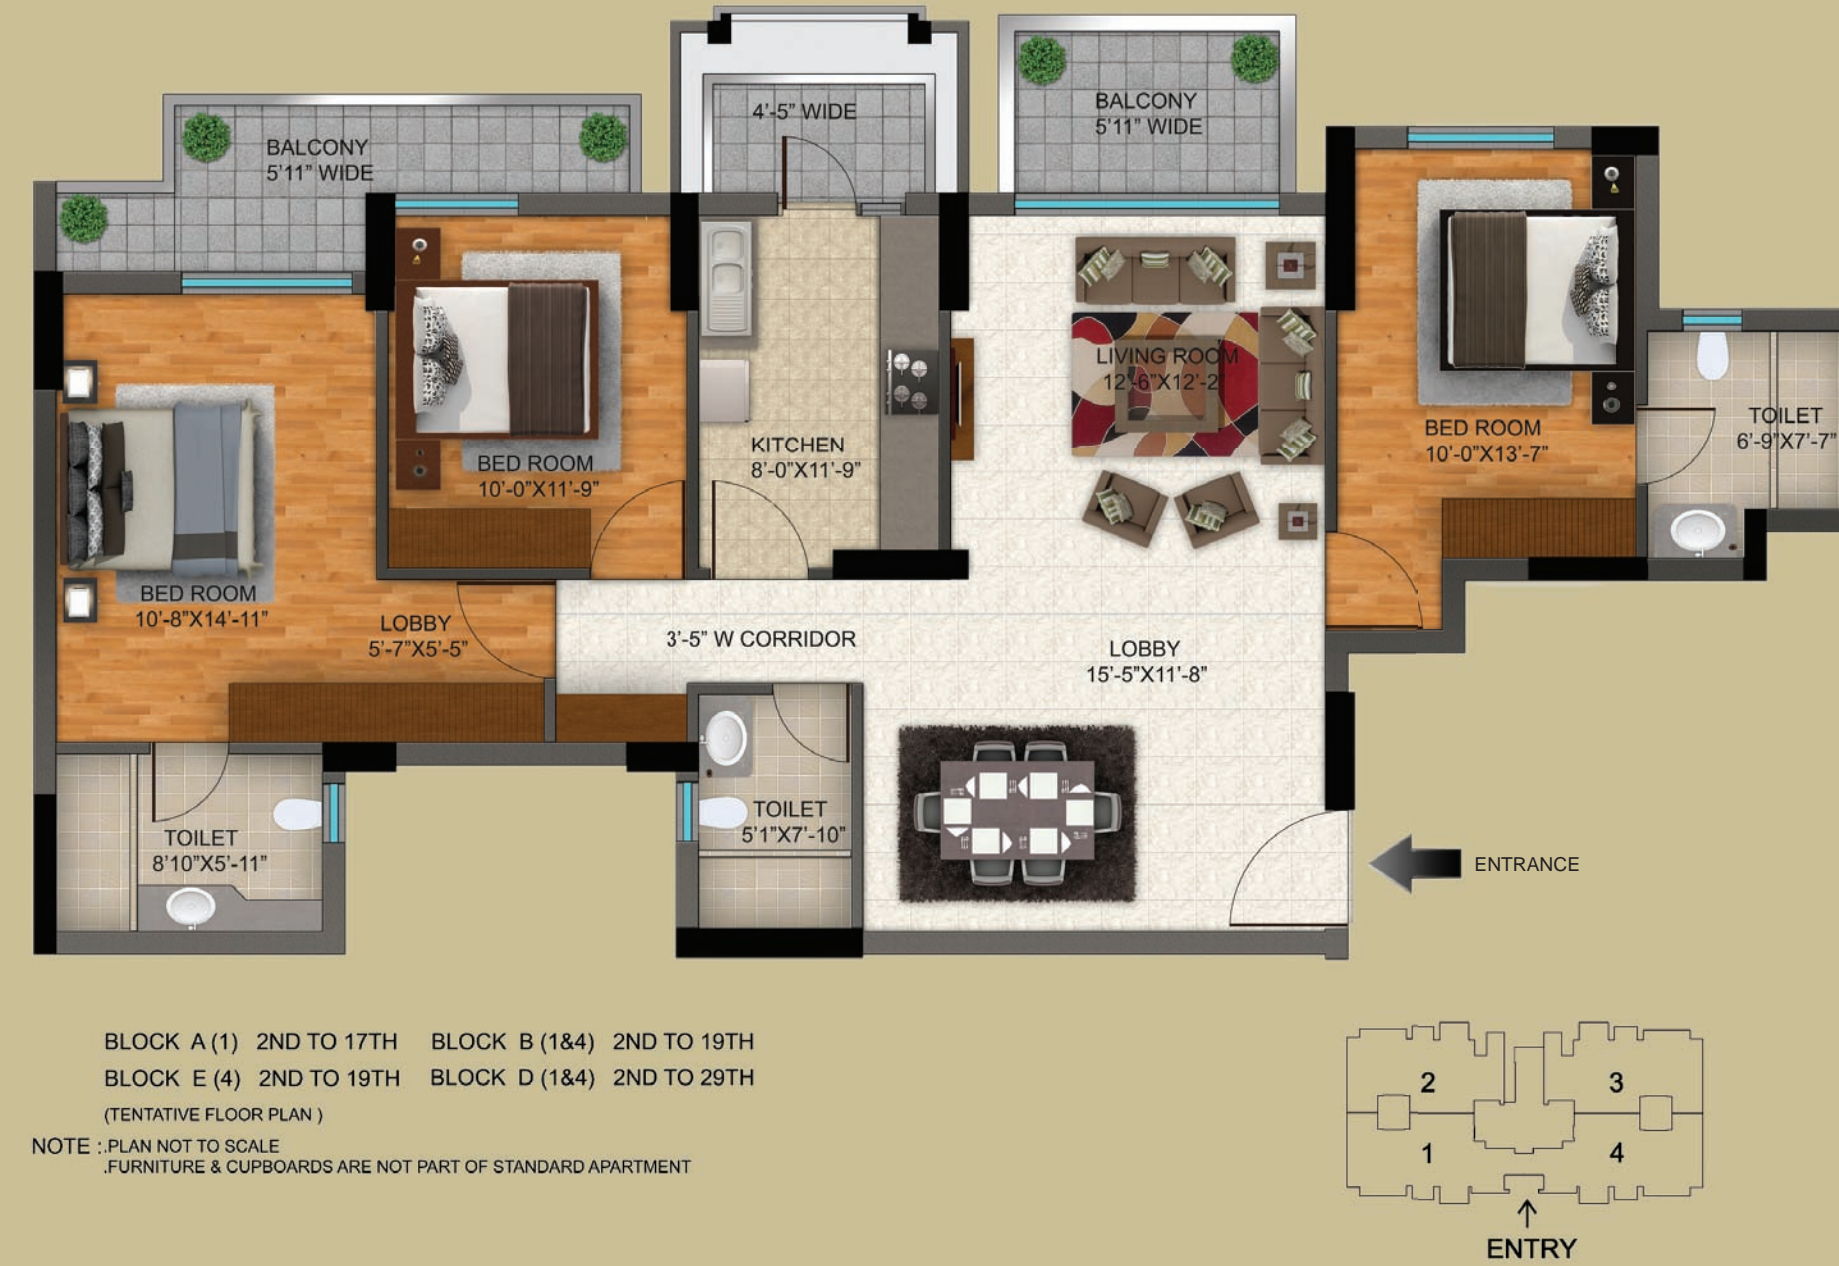 4'-5" WIDE
BALCONY
5'11" WIDE
BALCONY
5'11" WIDE
LIVING ROOM
12'-6"X12'-2"
KITCHEN
8'-0"X11'-9"
BED ROOM
10'-0"X11'-9"
BED ROOM
10'-0"X13'-7"
TOILET
6'-9"X7'-7"
BED ROOM
10'-8"X14'-11"
LOBBY
5'-7"X5'-5"
3'-5" W CORRIDOR
LOBBY
15'-5"X11'-8"
TOILET
8'10"X5'-11"
TOILET
5'1"X7'-10"
ENTRANCE
BLOCK A (1) 2ND TO 17TH BLOCK B (1&4) 2ND TO 19TH
BLOCK E (4) 2ND TO 19TH BLOCK D (1&4) 2ND TO 29TH
(TENTATIVE FLOOR PLAN )
NOTE :.PLAN NOT TO SCALE
.FURNITURE & CUPBOARDS ARE NOT PART OF STANDARD APARTMENT
2 3
1 4
ENTRY